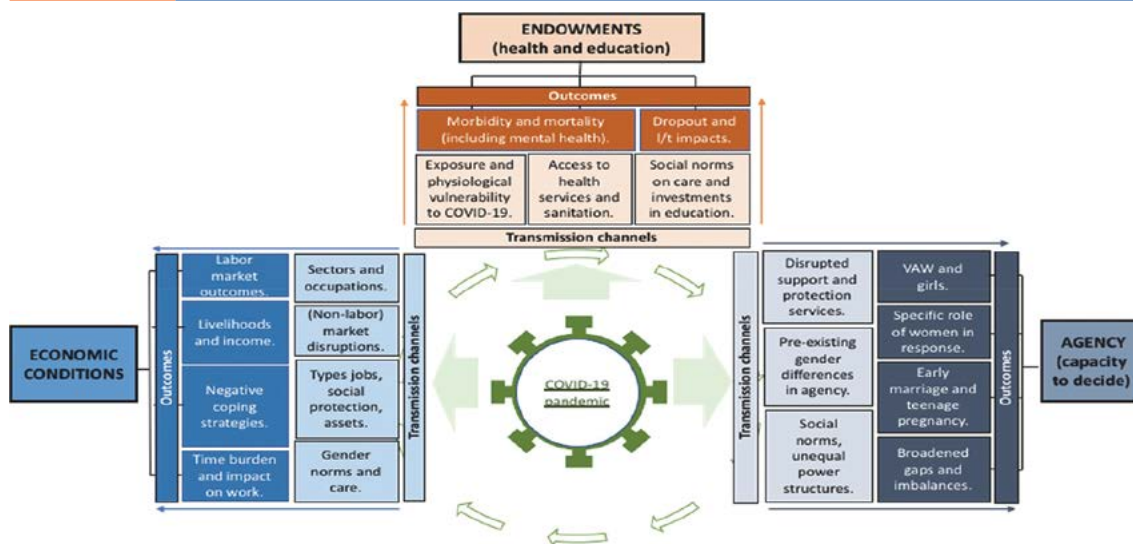 ENDOWMENTS
(health and education)
Outcomes
Morbidity and mortality
(including mental health).
Dropout and
l/t impacts.
Exposure and
physiological
vulnerability
to COVID-19.
Access to
health
services and
sanitation.
Social norms
on care and
investments
in education.
Transmission channels
ECONOMIC
CONDITIONS
Outcomes
Labor
market
outcomes.
Livelihoods
and income.
Negative
coping
strategies.
Time burden
and impact
on work.
Sectors and
occupations.
(Non-labor)
market
disruptions.
Types jobs,
social
protection,
assets.
Gender
norms and
care.
Transmission channels
COVID-19
pandemic
Transmission channels
Disrupted
support and
protection
services.
Pre-existing
gender
differences
in agency.
Social
norms,
unequal
power
structures.
VAW and
girls.
Specific role
of women in
response.
Early
marriage and
teenage
pregnancy.
Broadened
gaps and
imbalances.
Outcomes
AGENCY
(capacity
to decide)